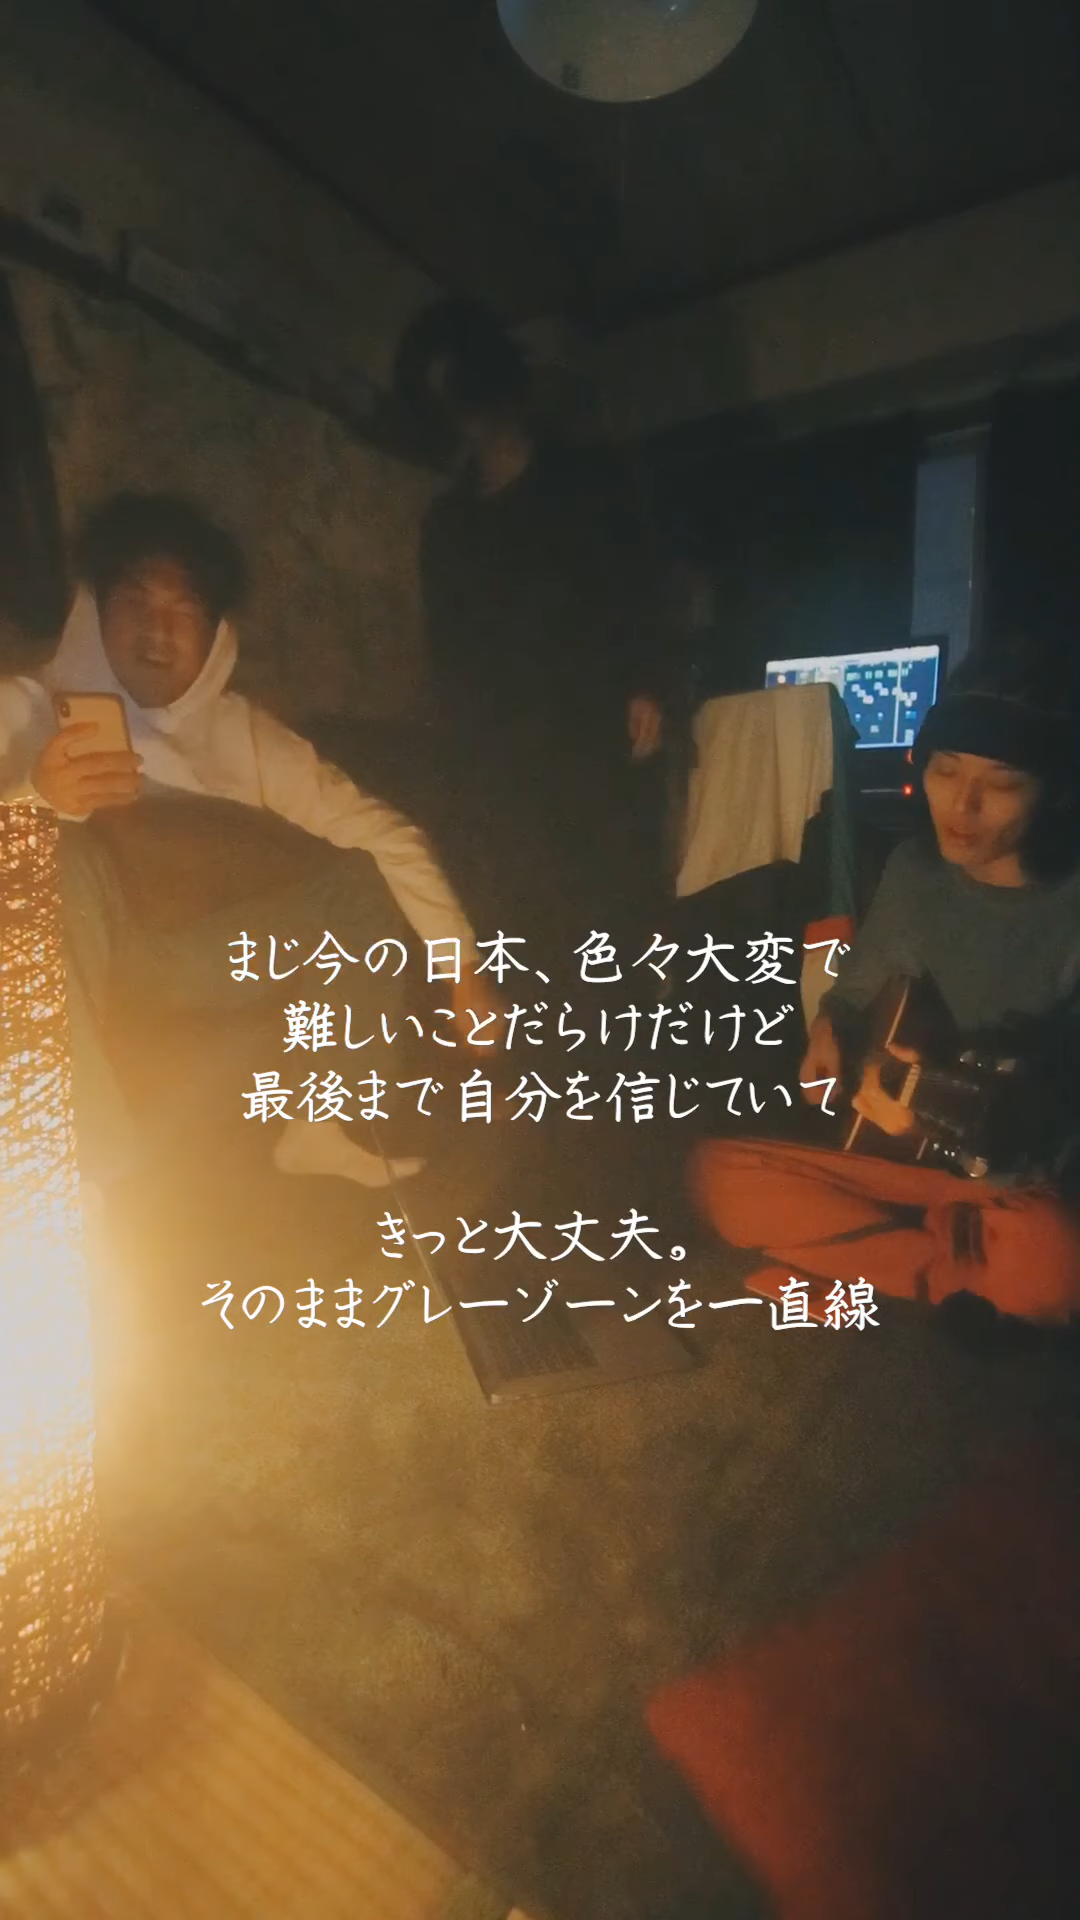 まじ今の日本、色々大変で
難しいことだらけだけど
最後まで自分を信じていて
きっと大丈夫。
そのままグレーゾーンを一直線